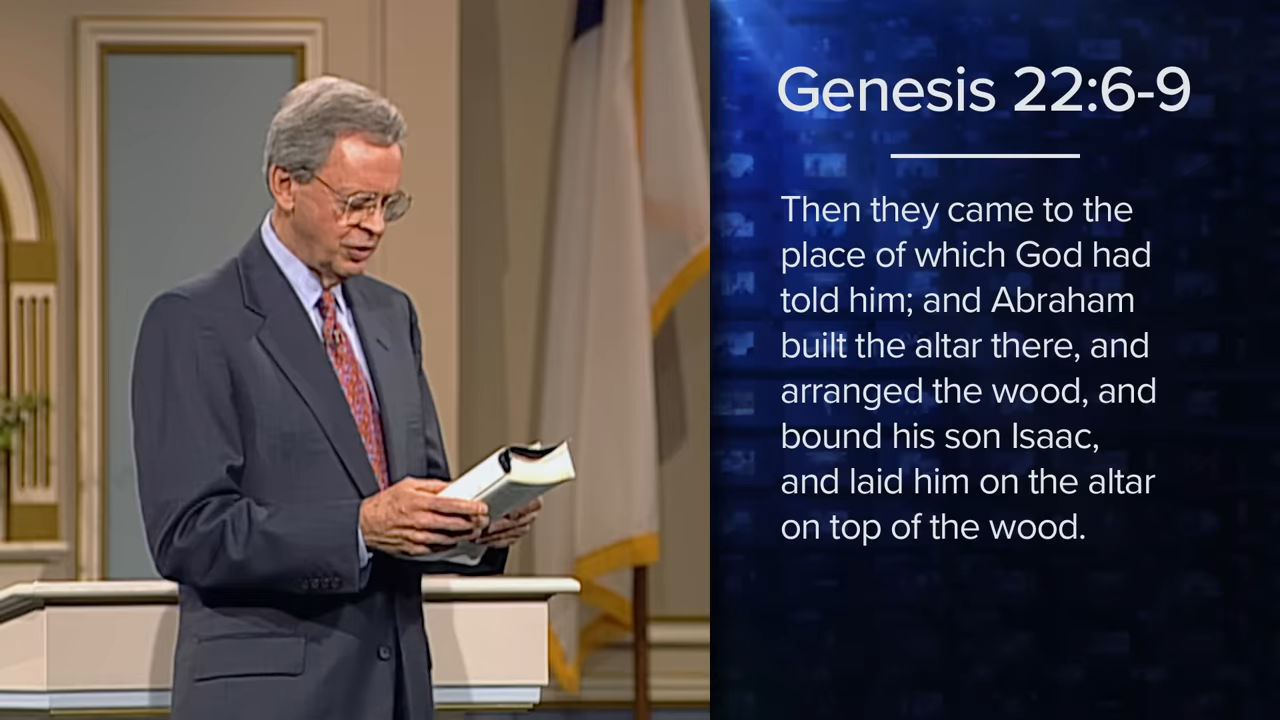 Genesis 22:6-9
Then they came to the
place of which God had
told him; and Abraham
built the altar there, and
arranged the wood, and
bound his son Isaac,
and laid him on the altar
on top of the wood.